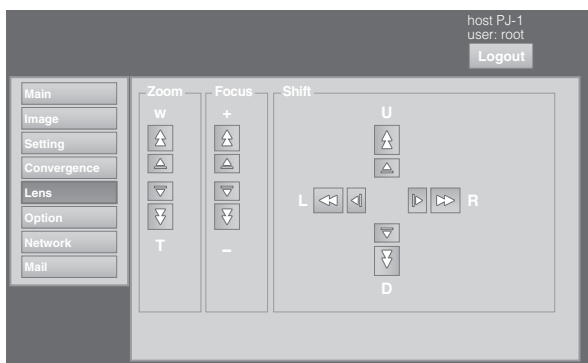 host PJ-1
user: root
Logout
Main
Image
Setting
Convergence
Lens
Option
Network
Mail
Zoom
W
T
Focus
+
–
Shift
U
L
R
D